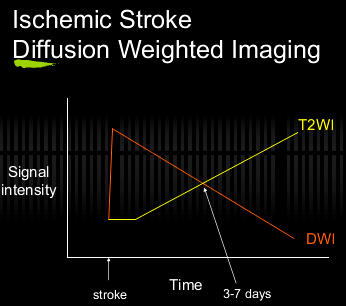 Ischemic Stroke
Diffusion Weighted Imaging
T2WI
Signal
intensity
DWI
Time
stroke
3-7 days